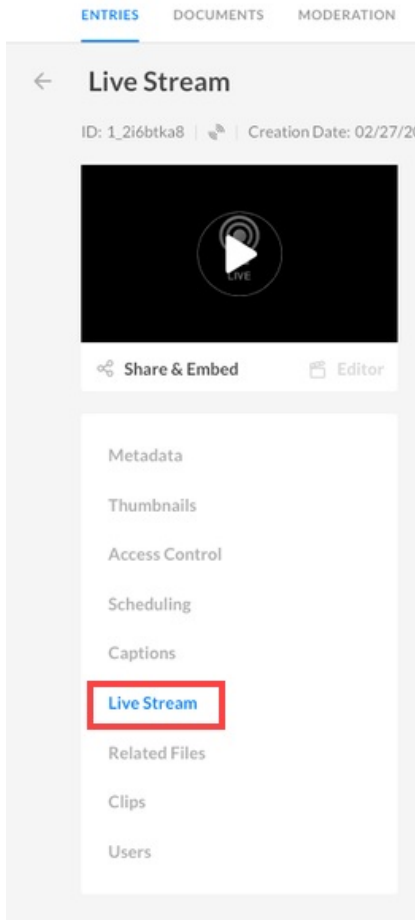 ENTRIES DOCUMENTS MODERATION
Live Stream
ID: 1_2i6btka8 | | Creation Date: 02/27/20
LIVE
Share & Embed Editor
Metadata
Thumbnails
Access Control
Scheduling
Captions
Live Stream
Related Files
Clips
Users